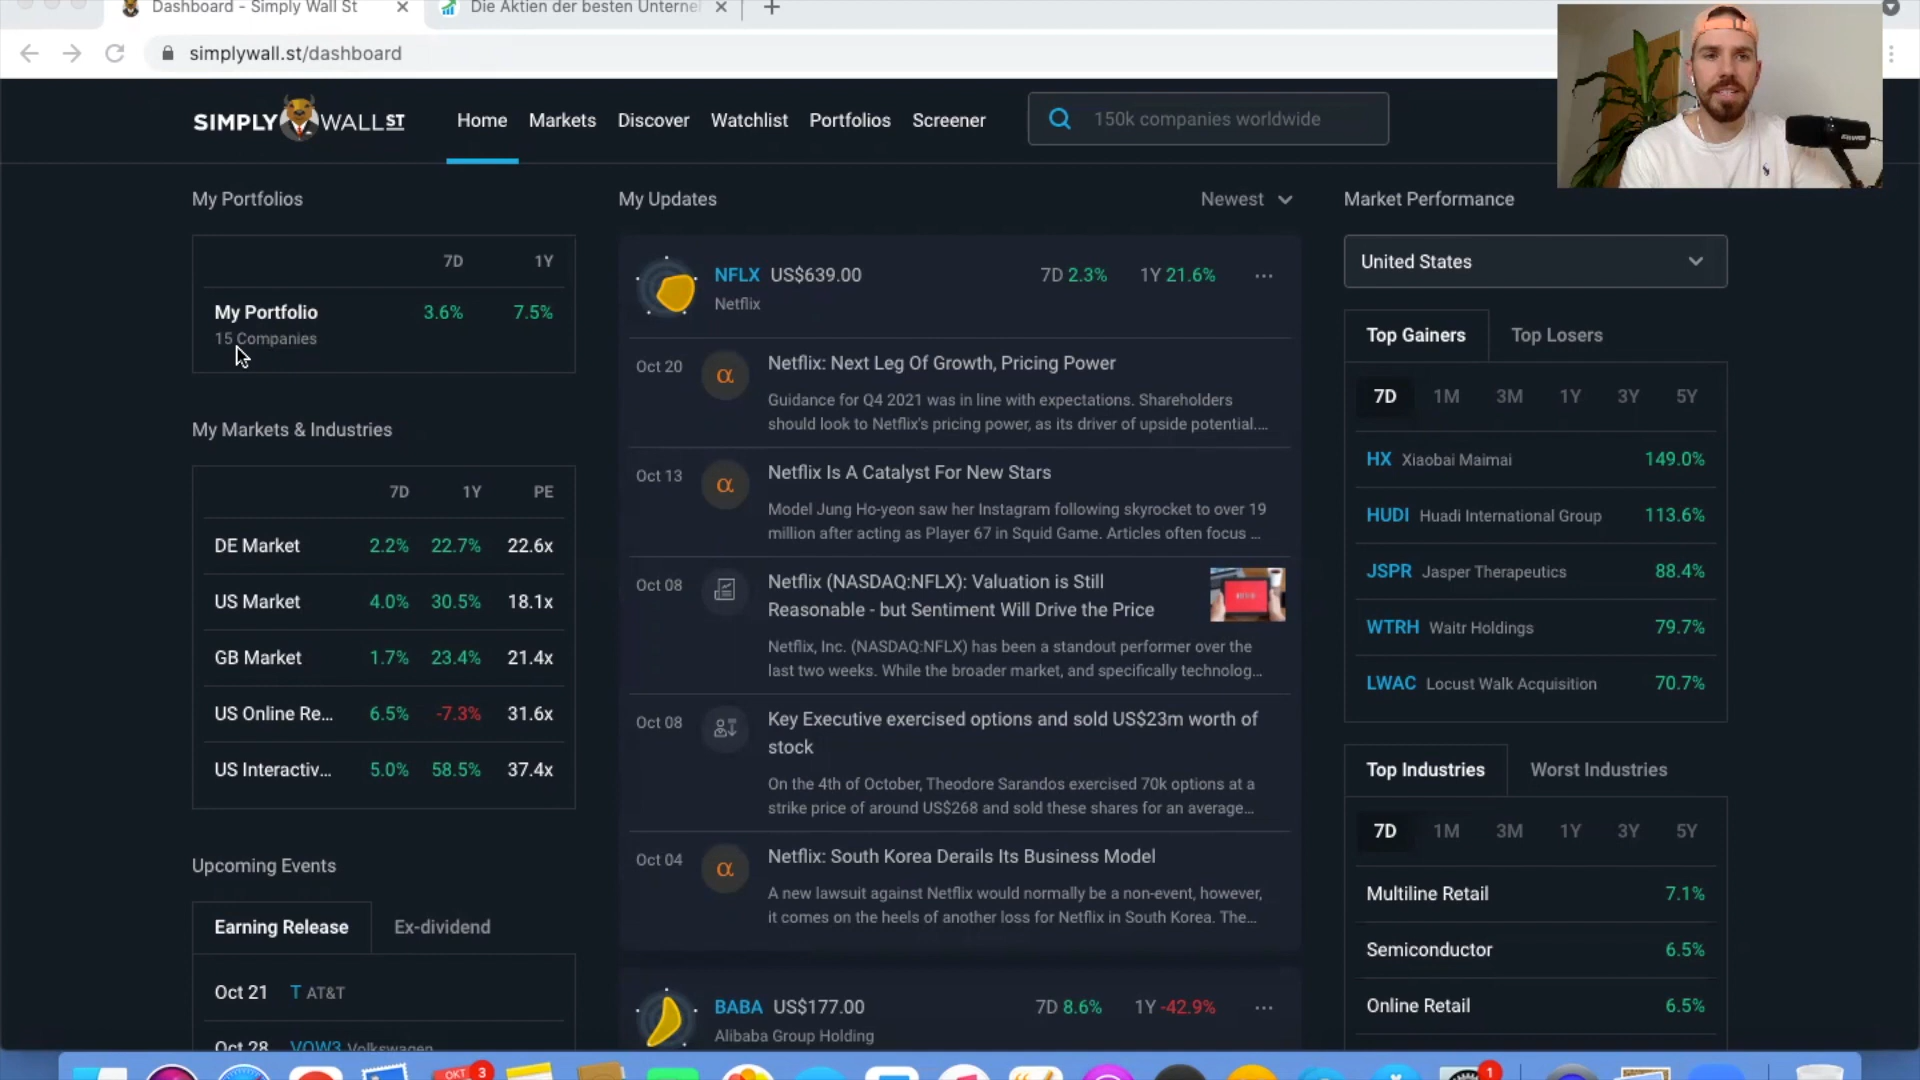 Dashboard - Simply Wall St
Die Aktien der besten Unterne
simplywall.st/dashboard
SIMPLY WALL ST
Home
Markets
Discover
Watchlist
Portfolios
Screener
150k companies worldwide
My Portfolios
7D 1Y
My Portfolio 3.6% 7.5%
15 Companies
My Markets & Industries
7D 1Y PE
DE Market 2.2% 22.7% 22.6x
US Market 4.0% 30.5% 18.1x
GB Market 1.7% 23.4% 21.4x
US Online Re... 6.5% -7.3% 31.6x
US Interactiv... 5.0% 58.5% 37.4x
Upcoming Events
Earning Release Ex-dividend
Oct 21 T AT&T
Oct 28 VOW3 Volkswagen
My Updates
Newest
NFLX US$639.00 7D 2.3% 1Y 21.6% ...
Netflix
Oct 20 α Netflix: Next Leg Of Growth, Pricing Power
Guidance for Q4 2021 was in line with expectations. Shareholders
should look to Netflix's pricing power, as its driver of upside potential....
Oct 13 α Netflix Is A Catalyst For New Stars
Model Jung Ho-yeon saw her Instagram following skyrocket to over 19
million after acting as Player 67 in Squid Game. Articles often focus ...
Oct 08 Netflix (NASDAQ:NFLX): Valuation is Still
Reasonable - but Sentiment Will Drive the Price
Netflix, Inc. (NASDAQ:NFLX) has been a standout performer over the
last two weeks. While the broader market, and specifically technolog...
Oct 08 Key Executive exercised options and sold US$23m worth of
stock
On the 4th of October, Theodore Sarandos exercised 70k options at a
strike price of around US$268 and sold these shares for an average...
Oct 04 α Netflix: South Korea Derails Its Business Model
A new lawsuit against Netflix would normally be a non-event, however,
it comes on the heels of another loss for Netflix in South Korea. The...
BABA US$177.00 7D 8.6% 1Y -42.9% ...
Alibaba Group Holding
Market Performance
United States
Top Gainers Top Losers
7D 1M 3M 1Y 3Y 5Y
HX Xiaobai Maimai 149.0%
HUDI Huadi International Group 113.6%
JSPR Jasper Therapeutics 88.4%
WTRH Waitr Holdings 79.7%
LWAC Locust Walk Acquisition 70.7%
Top Industries Worst Industries
7D 1M 3M 1Y 3Y 5Y
Multiline Retail 7.1%
Semiconductor 6.5%
Online Retail 6.5%
OKT 3
1